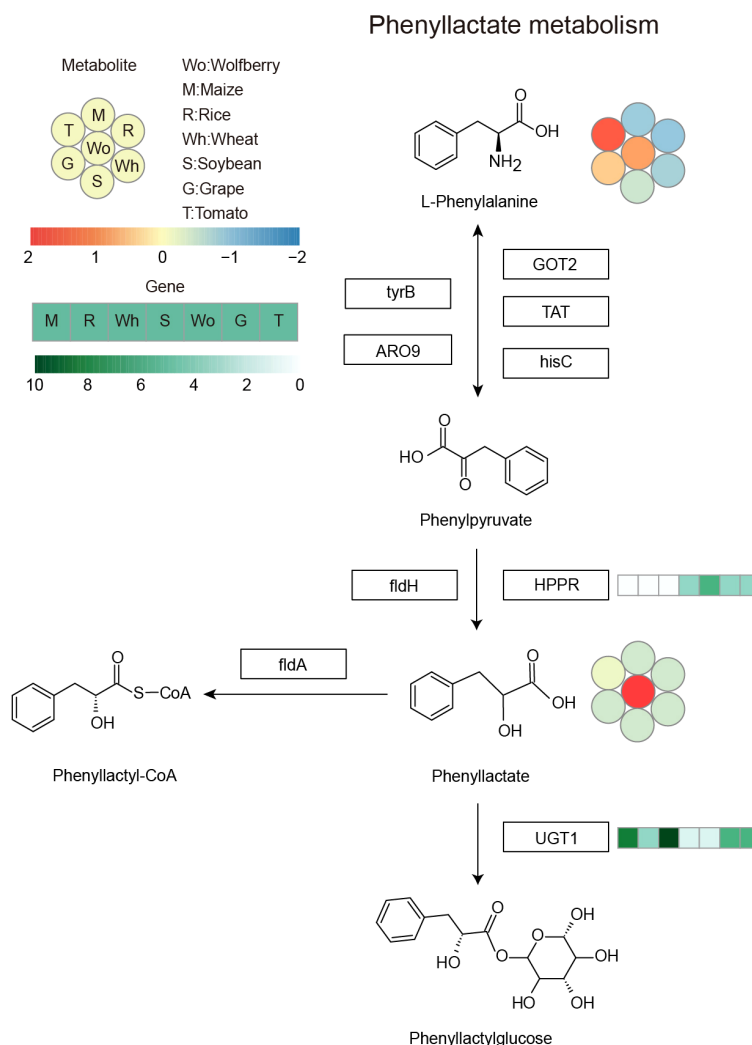 Phenyllactate metabolism
Metabolite
Wo:Wolfberry
M:Maize
R:Rice
Wh:Wheat
S:Soybean
G:Grape
T:Tomato
M
T
R
Wo
G
Wh
S
2 1 0 −1 −2
Gene
M R Wh S Wo G T
10 8 6 4 2 0
O
OH
NH2
L-Phenylalanine
GOT2
tyrB
TAT
ARO9
hisC
O
HO
O
Phenylpyruvate
fldH
HPPR
fldA
O
S CoA
OH
Phenyllactyl-CoA
O
OH
OH
Phenyllactate
UGT1
O
OH
O
HO
O
OH
HO
OH
Phenyllactylglucose